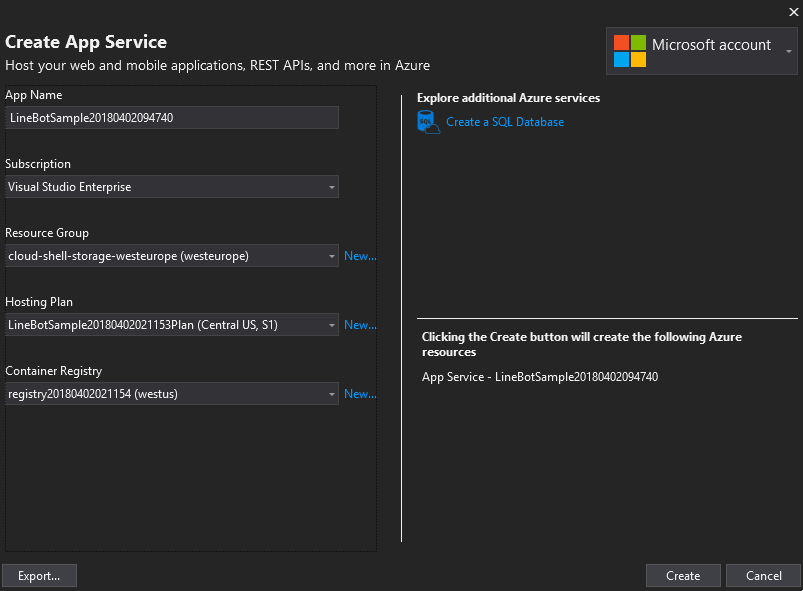 Create App Service
Host your web and mobile applications, REST APIs, and more in Azure
Microsoft account
App Name
LineBotSample20180402094740
Subscription
Visual Studio Enterprise
Resource Group
cloud-shell-storage-westeurope (westeurope)
New...
Hosting Plan
LineBotSample20180402021153Plan (Central US, S1)
New...
Container Registry
registry20180402021154 (westus)
New...
Explore additional Azure services
SQL
Create a SQL Database
Clicking the Create button will create the following Azure
resources
App Service - LineBotSample20180402094740
Export...
Create
Cancel